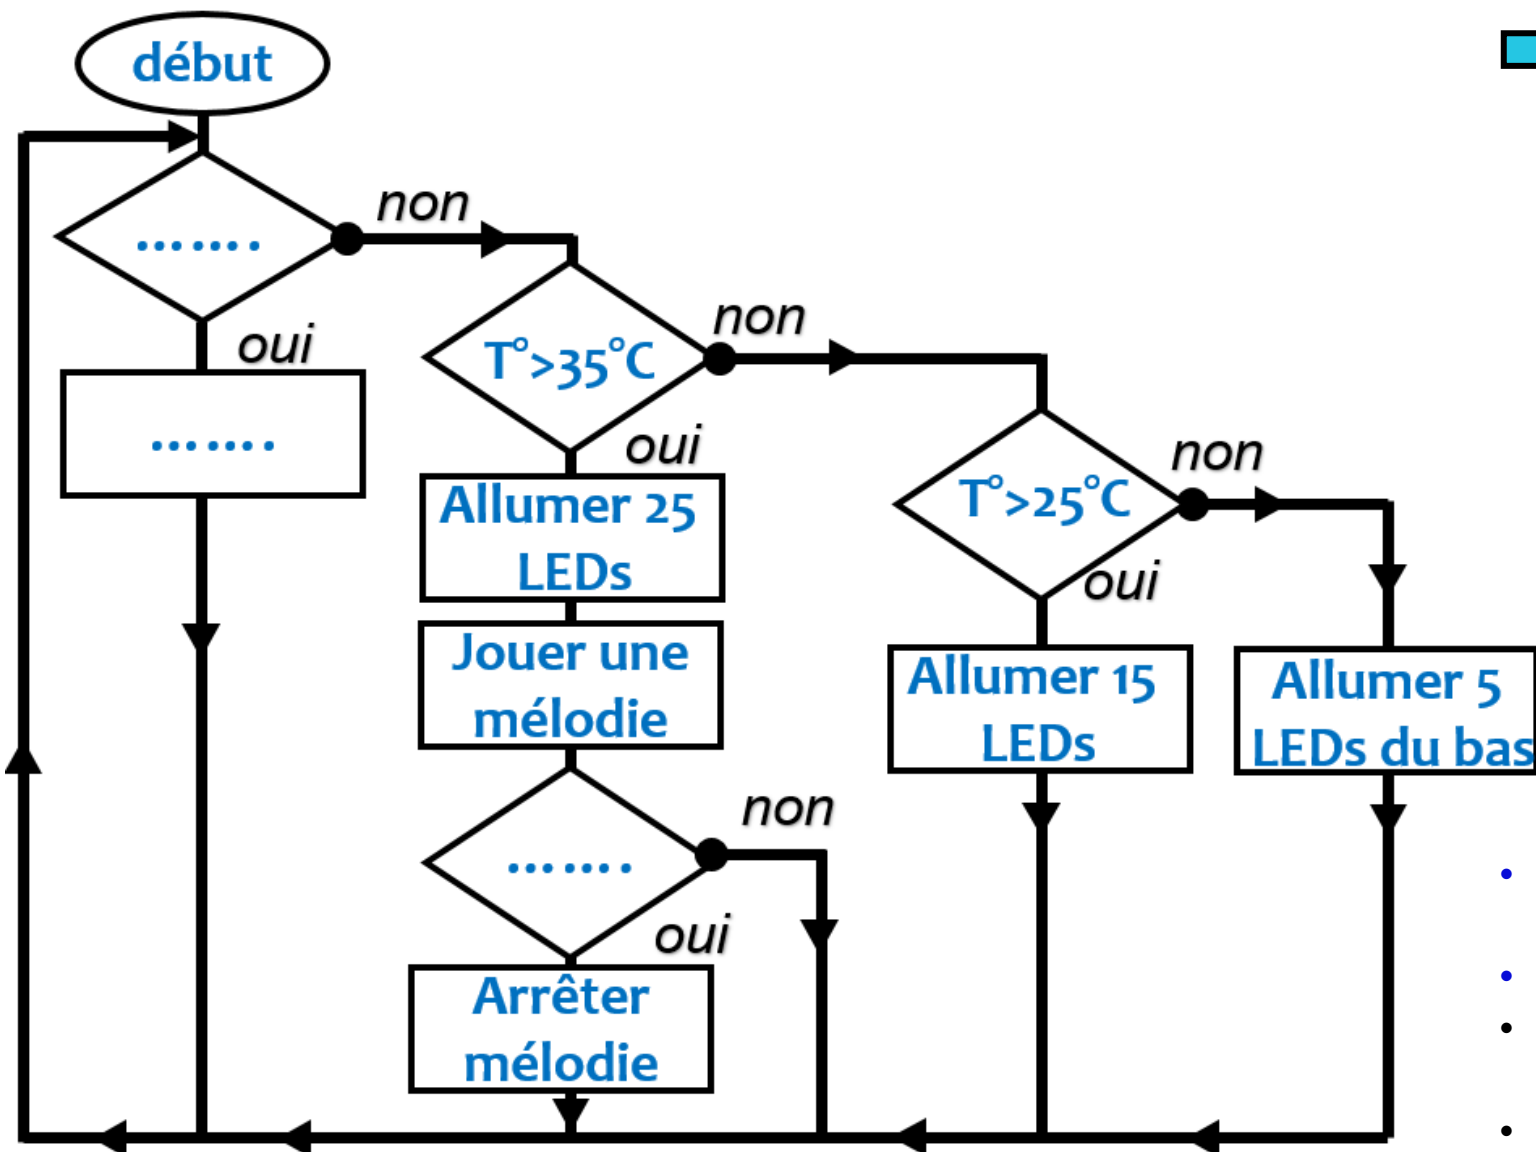 début
non
.......
oui
.......
non
T°>35°C
oui
Allumer 25
LEDs
Jouer une
mélodie
non
.......
oui
Arrêter
mélodie
non
T°>25°C
oui
Allumer 15
LEDs
Allumer 5
LEDs du bas